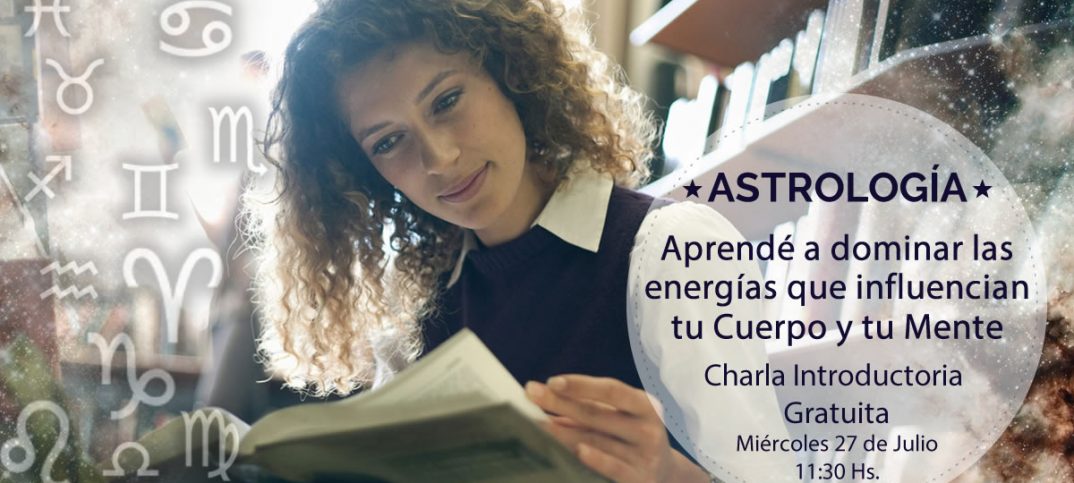 ★ ASTROLOGÍA ★
Aprendé a dominar las
energías que influencian
tu Cuerpo y tu Mente
Charla Introductoria
Gratuita
Miércoles 27 de Julio
11:30 Hs.